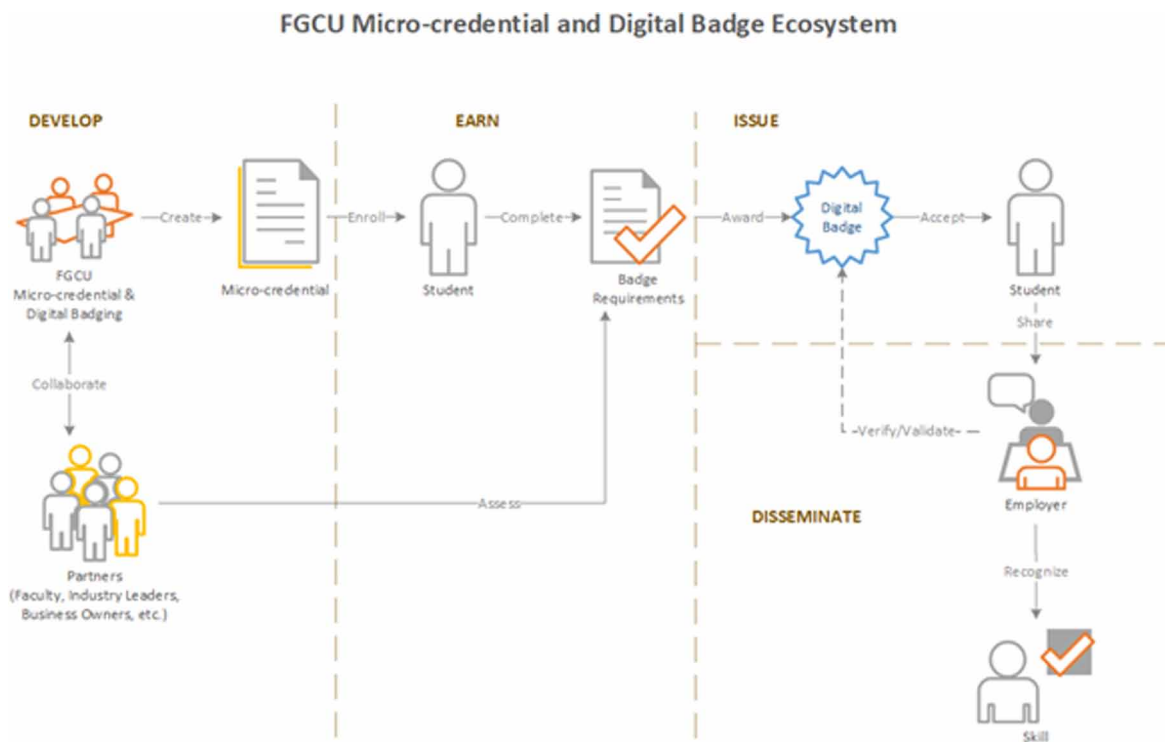 FGCU Micro-credential and Digital Badge Ecosystem
DEVELOP
EARN
ISSUE
Create
Enroll
Complete
Award
Digital
Badge
Accept
FGCU
Micro-credential &
Digital Badging
Micro-credential
Student
Badge
Requirements
Student
Share
Collaborate
Verify/Validate
Assess
Employer
DISSEMINATE
Partners
(Faculty, Industry Leaders,
Business Owners, etc.)
Recognize
Skill